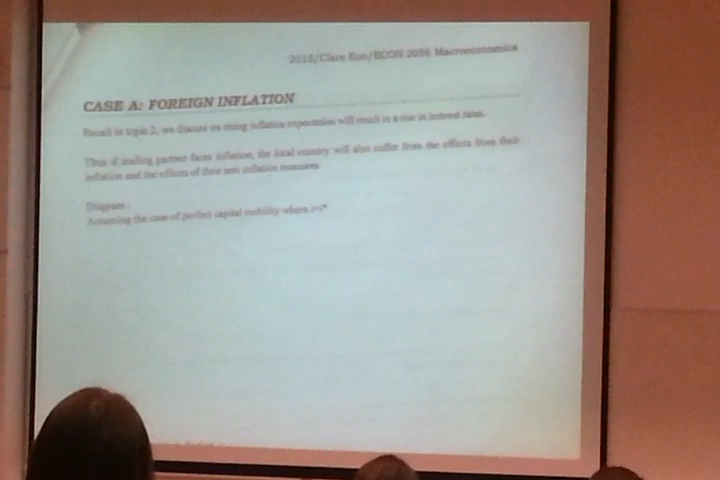 2015/Clare Kon/ECON 2056 Macroeconomics
CASE A: FOREIGN INFLATION
Recall in topic 2, we discuss on rising inflation expectation will result in a rise in interest rates.
Thus if trading partner faces inflation, the local country will also suffer from the effects from their
inflation and the effects of their anti inflation measures
Diagram :
Assuming the case of perfect capital mobility where i=i*